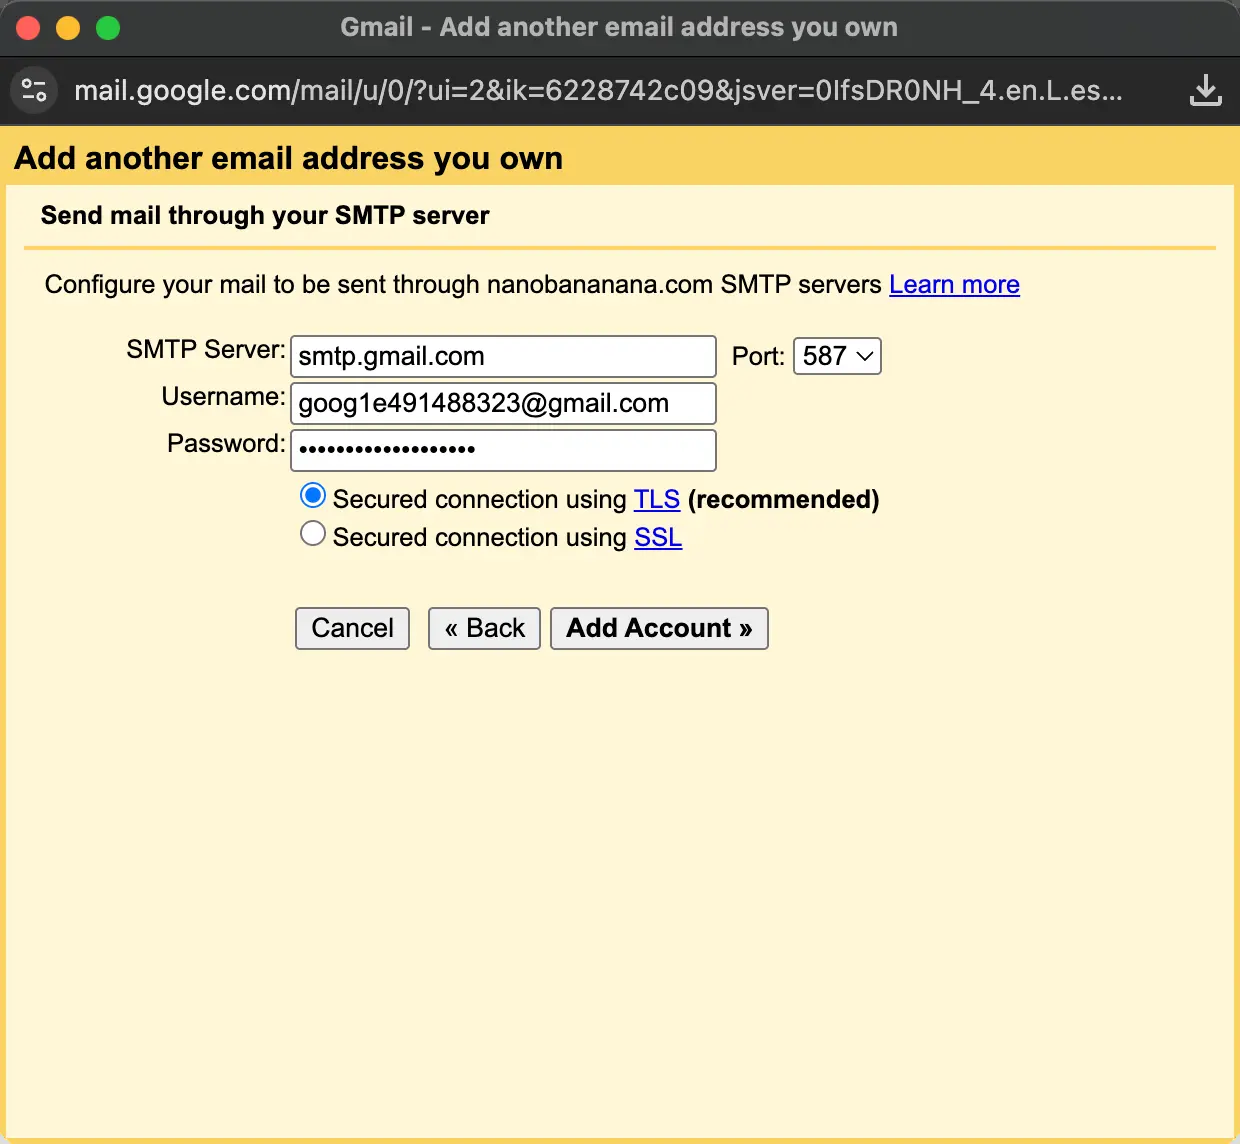 Gmail - Add another email address you own
mail.google.com/mail/u/0/?ui=2&ik=6228742c09&jsver=0IfsDR0NH_4.en.L.es...
Add another email address you own
Send mail through your SMTP server
Configure your mail to be sent through nanobananana.com SMTP servers Learn more
SMTP Server: smtp.gmail.com Port: 587
Username: goog1e491488323@gmail.com
Password: •••••••••••••••••••
Secured connection using TLS (recommended)
Secured connection using SSL
Cancel « Back Add Account »